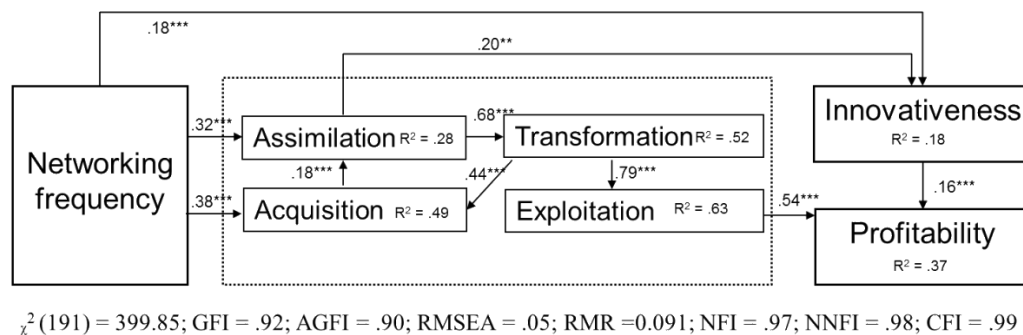 .18***
.20**
Innovativeness
R² = .18
.32***
Assimilation R² = .28
.68***
Transformation R² = .52
Networking
frequency
.18***
.44***
.79***
.16***
.38***
Acquisition R² = .49
Exploitation R² = .63
.54***
Profitability
R² = .37
χ² (191) = 399.85; GFI = .92; AGFI = .90; RMSEA = .05; RMR =0.091; NFI = .97; NNFI = .98; CFI = .99